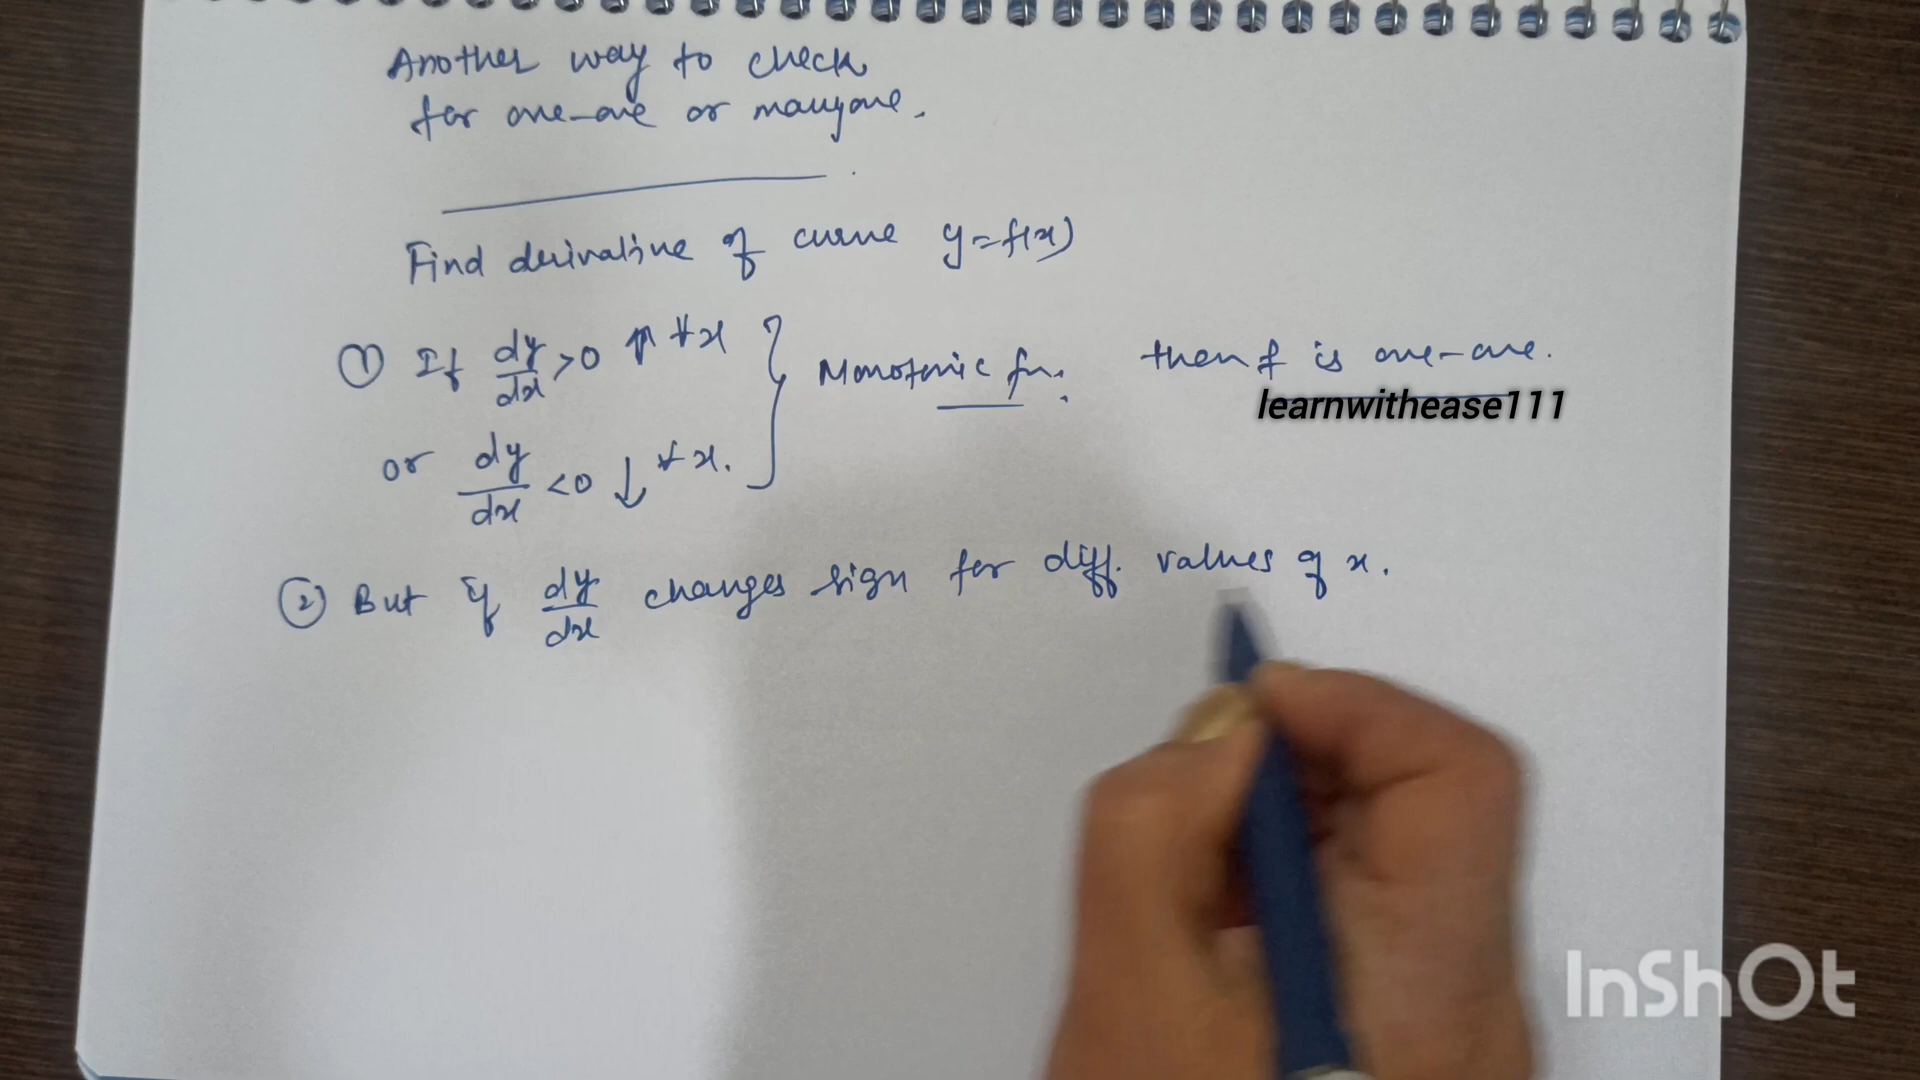 Another way to check
for one-one or manyone.
Find derivative of curve y=f(x)
① If dy/dx >0 ↑ ∀x } Monotonic fn. then f is one-one.
learnwithease111
or dy/dx <0 ↓ ∀x.
② But if dy/dx changes sign for diff. values of x.
InShOt